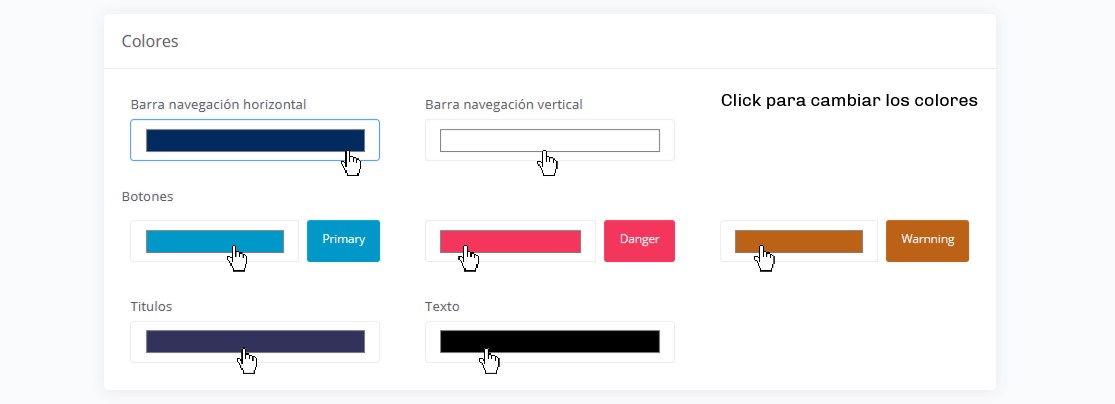 Colores
Barra navegación horizontal
Barra navegación vertical
Click para cambiar los colores
Botones
Primary
Danger
Warnning
Titulos
Texto